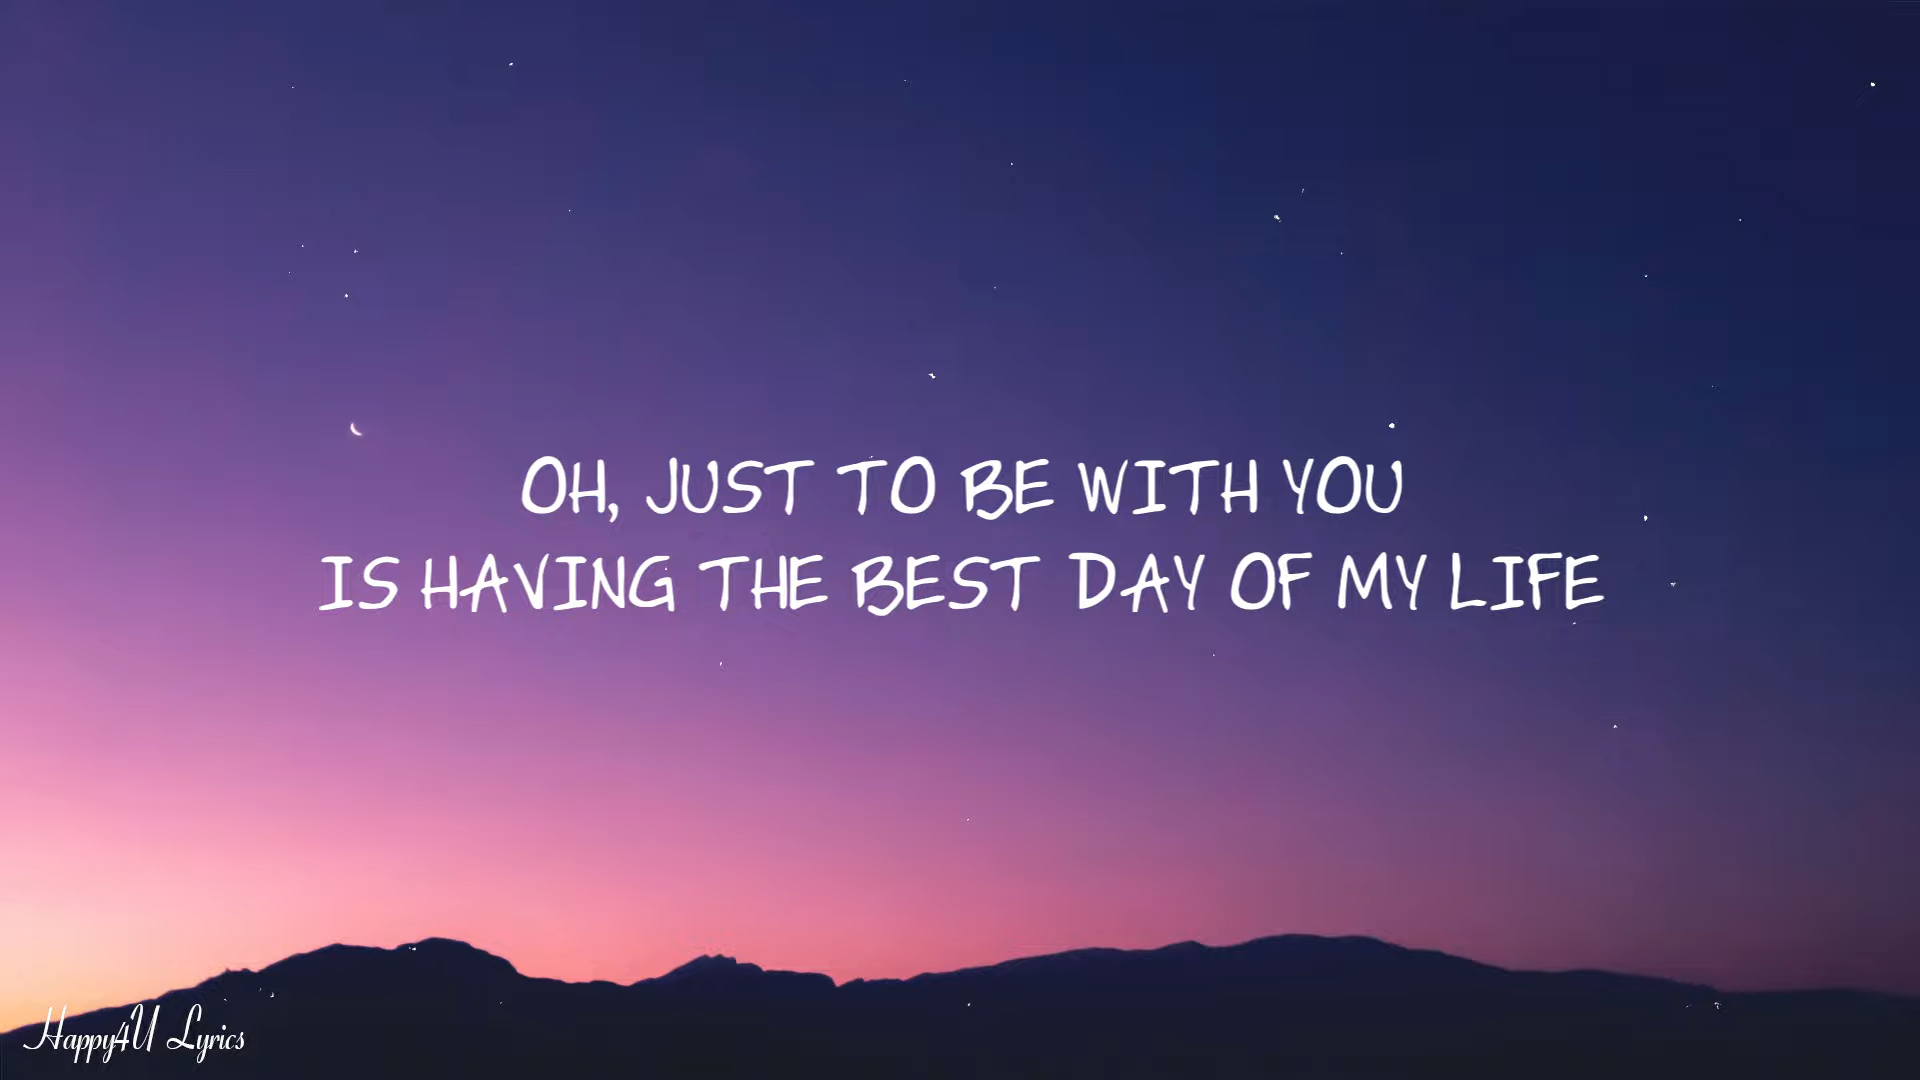 OH, JUST TO BE WITH YOU
IS HAVING THE BEST DAY OF MY LIFE
Happy4U Lyrics